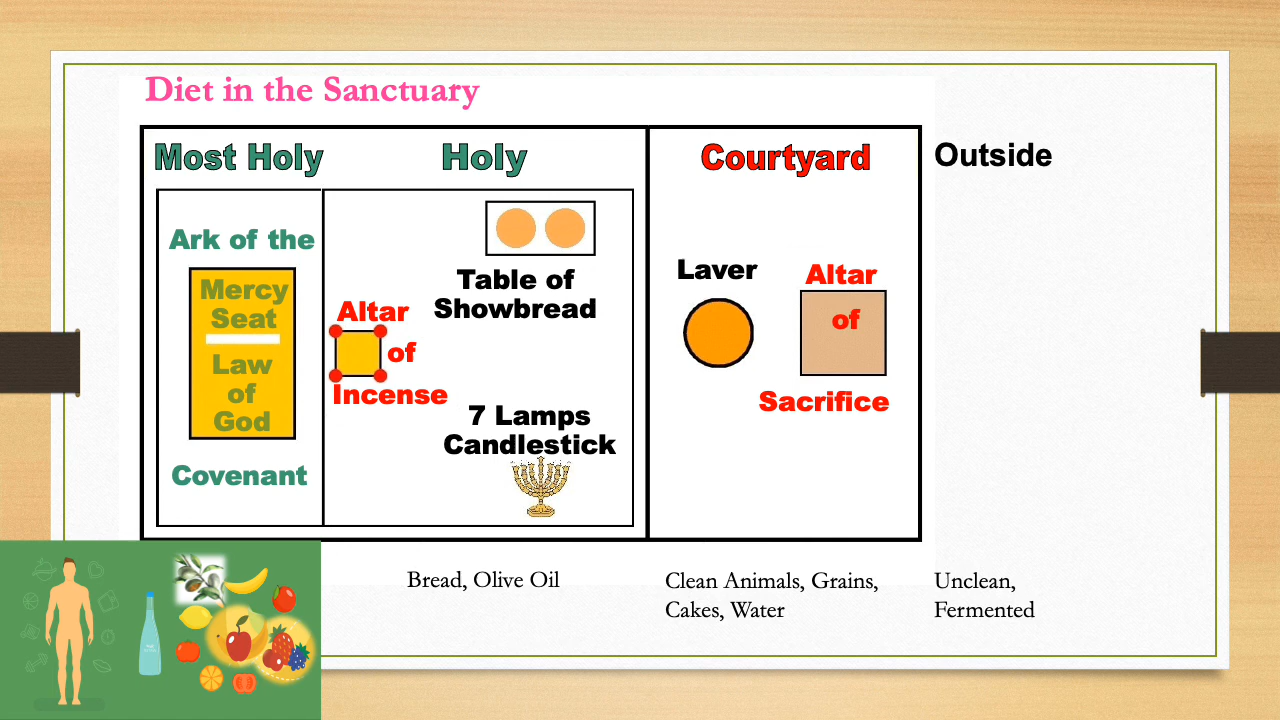 Diet in the Sanctuary
Most Holy
Holy
Courtyard
Outside
Ark of the
Mercy
Seat
Law
of
God
Covenant
Altar
of
Incense
Table of
Showbread
7 Lamps
Candlestick
Laver
Altar
of
Sacrifice
Bread, Olive Oil
Clean Animals, Grains,
Cakes, Water
Unclean,
Fermented